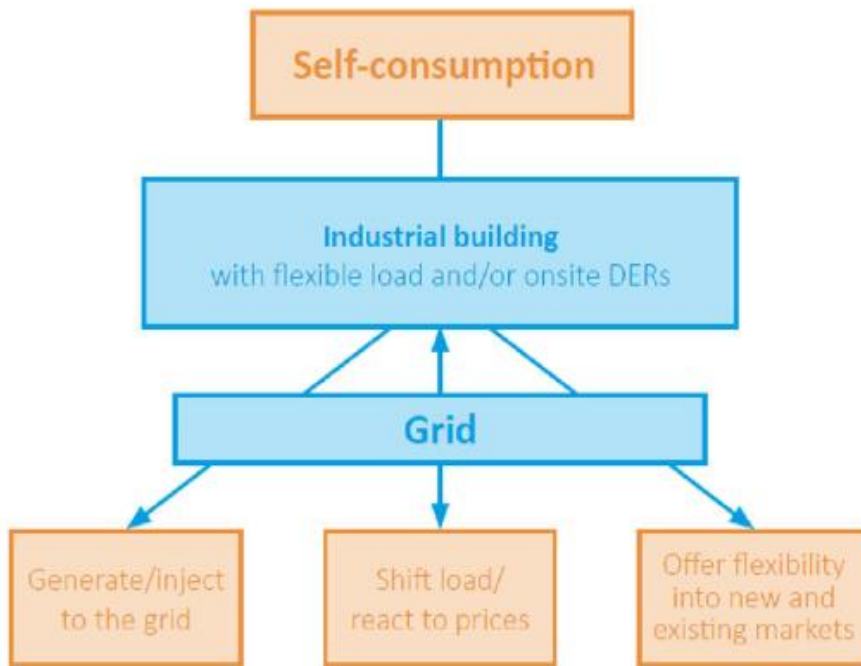 Self-consumption
Industrial building
with flexible load and/or onsite DERs
Grid
Generate/inject
to the grid
Shift load/
react to prices
Offer flexibility
into new and
existing markets